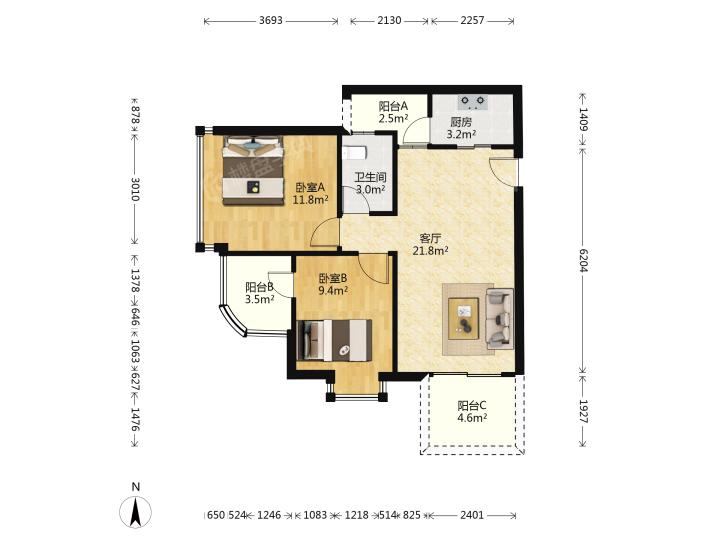 3693 2130 2257
阳台A
2.5m²
厨房
3.2m²
卧室A
11.8m²
卫生间
3.0m²
客厅
21.8m²
阳台B
3.5m²
卧室B
9.4m²
阳台C
4.6m²
878
3010
1378
646
1063
627
1476
1409
6204
1927
N
650 524 1246 1083 1218 514 825 2401